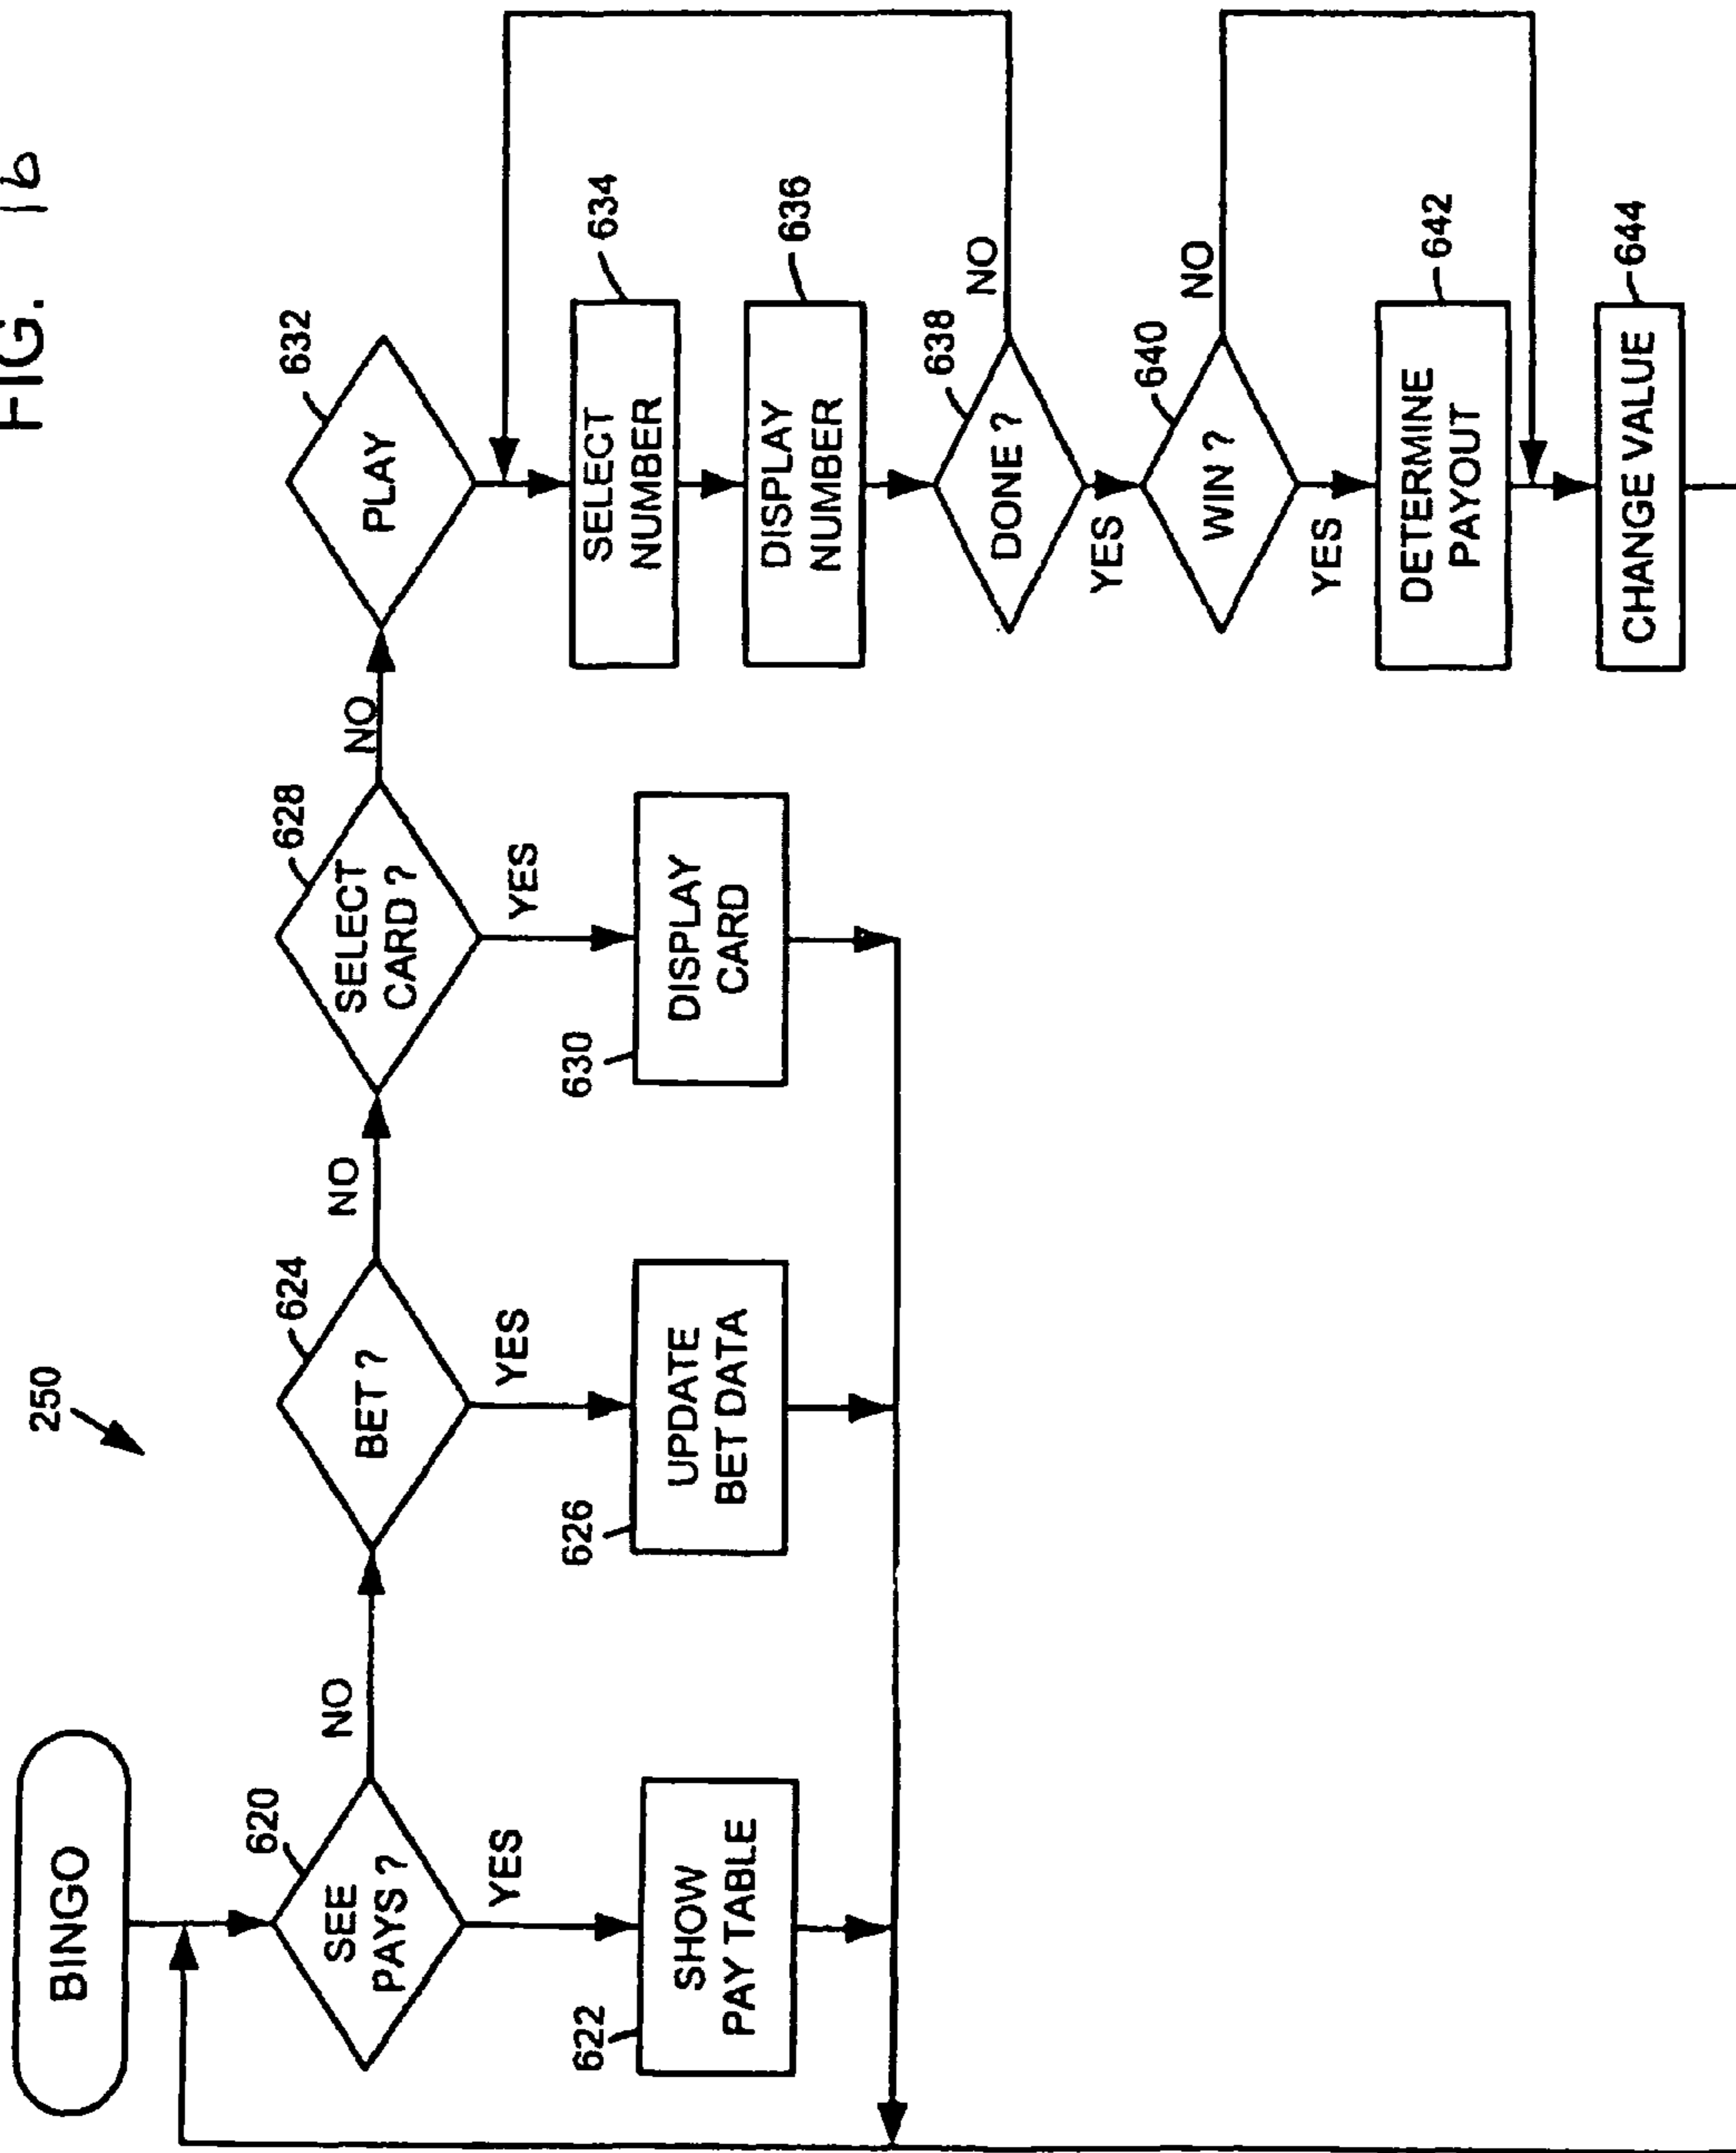 FIG. 16
250
BINGO
620
SEE
PAYS ?
NO
YES
622
SHOW
PAY TABLE
624
BET ?
NO
YES
626
UPDATE
BET DATA
628
SELECT
CARD ?
NO
YES
630
DISPLAY
CARD
632
PLAY
634
SELECT
NUMBER
636
DISPLAY
NUMBER
638
DONE ?
NO
YES
640
WIN ?
NO
YES
642
DETERMINE
PAYOUT
644
CHANGE VALUE